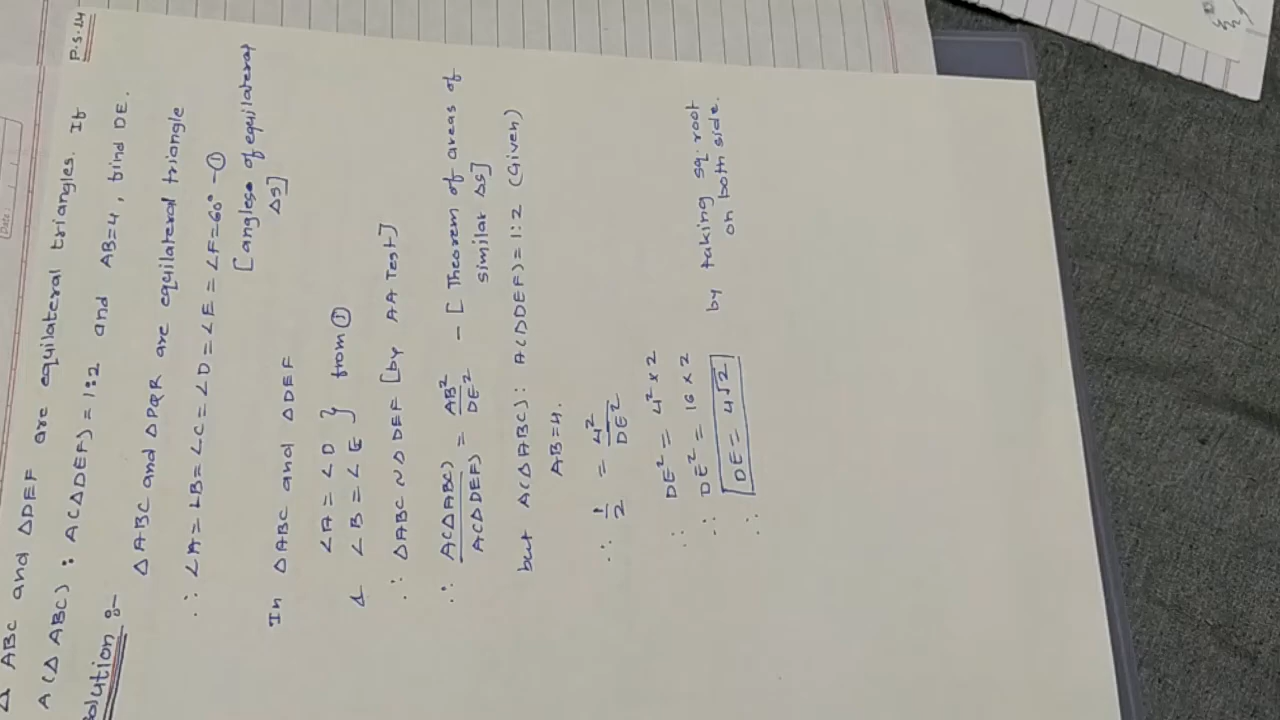 Δ ABC and ΔDEF are equilateral triangles. If P.S.14
A(Δ ABC) : A(ΔDEF) = 1:2 and AB=4, find DE.
Solution :-
ΔABC and ΔPQR are equilateral triangle
∴ ∠A = ∠B = ∠C = ∠D = ∠E = ∠F = 60° - ①
[angles of equilateral
Δs]
In ΔABC and ΔDEF
∠A = ∠D
& ∠B = ∠E } from ①
∴ ΔABC ~ ΔDEF [by AA Test]
∴ A(ΔABC)/A(ΔDEF) = AB²/DE² - [Theorem of areas of
similar Δs]
but A(ΔABC) : A(ΔDEF) = 1:2 (Given)
AB=4.
∴ 1/2 = 4²/DE²
∴ DE² = 4² x 2
∴ DE² = 16 x 2
∴ DE = 4√2 by taking sq. root
on both side.